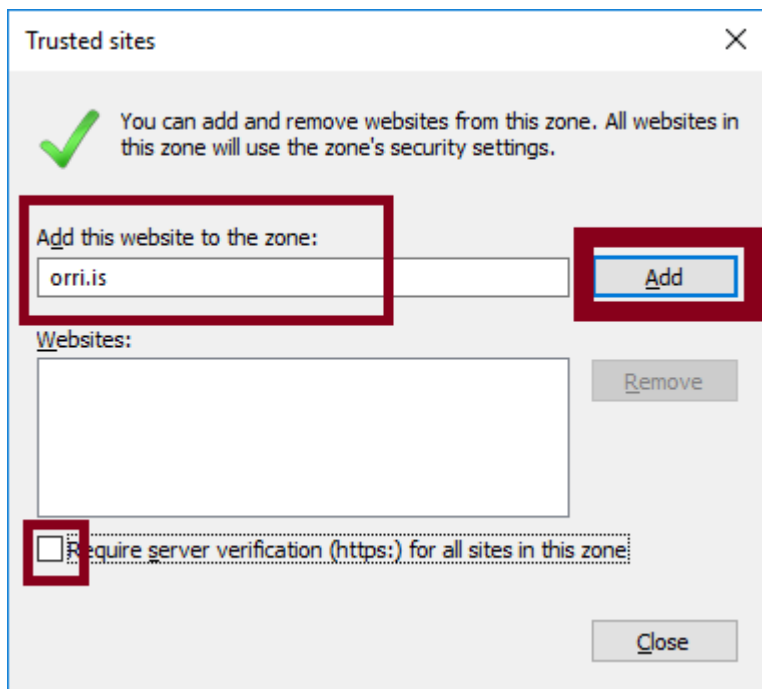 Trusted sites
You can add and remove websites from this zone. All websites in
this zone will use the zone's security settings.
Add this website to the zone:
orri.is
Add
Websites:
Remove
Require server verification (https:) for all sites in this zone
Close